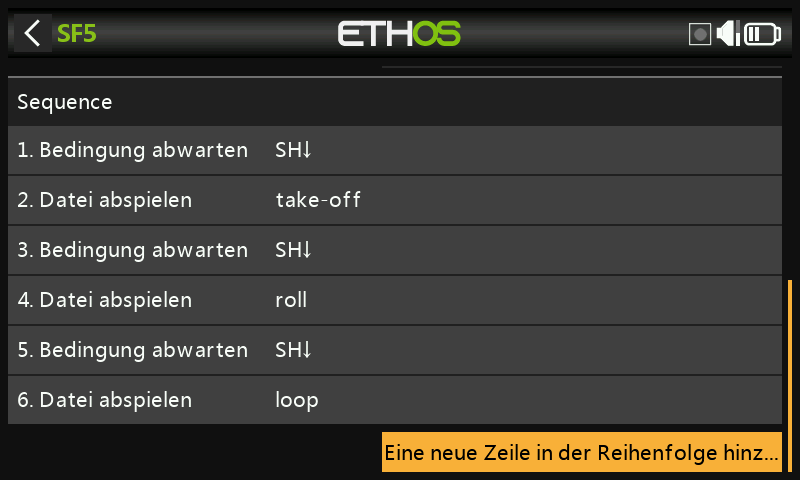 SF5
ETHOS
Sequence
1. Bedingung abwarten SH↓
2. Datei abspielen take-off
3. Bedingung abwarten SH↓
4. Datei abspielen roll
5. Bedingung abwarten SH↓
6. Datei abspielen loop
Eine neue Zeile in der Reihenfolge hinz...